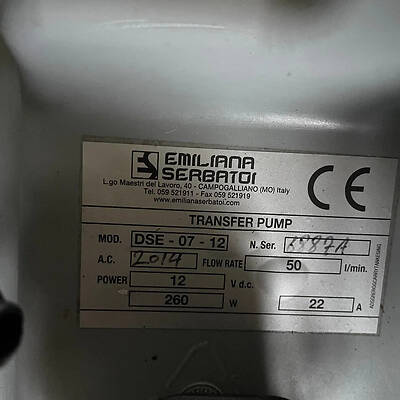 EMILIANA
SERBATOI
L.go Maestri del Lavoro, 40 - CAMPOGALLIANO (MO) Italy
Tel. 059 521911 - Fax 059 521919
www.emilianaserbatoi.com
CE
TRANSFER PUMP
MOD. DSE - 07 - 12 N. Ser.
A.C. 2014 FLOW RATE 50 l/min.
POWER 12 V d.c.
260 W 22 A